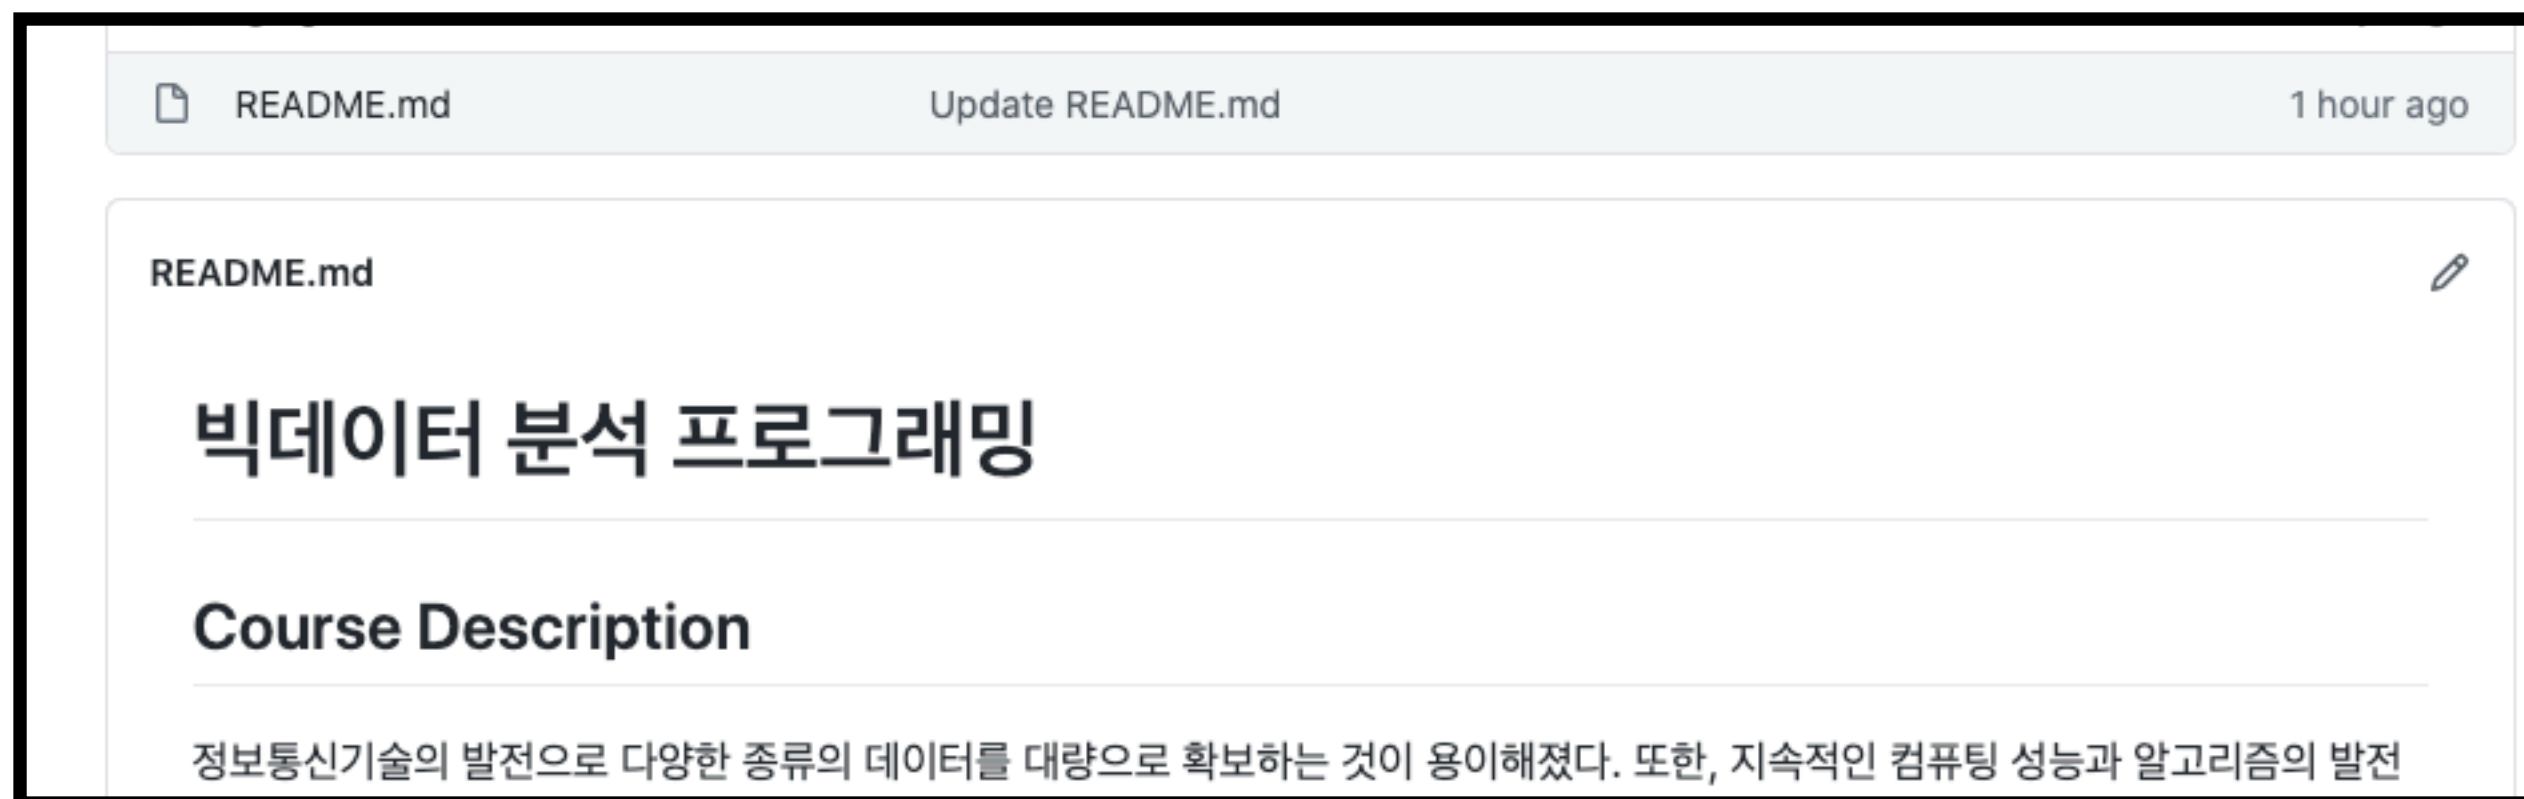 README.md Update README.md 1 hour ago
README.md
빅데이터 분석 프로그래밍
Course Description
정보통신기술의 발전으로 다양한 종류의 데이터를 대량으로 확보하는 것이 용이해졌다. 또한, 지속적인 컴퓨팅 성능과 알고리즘의 발전